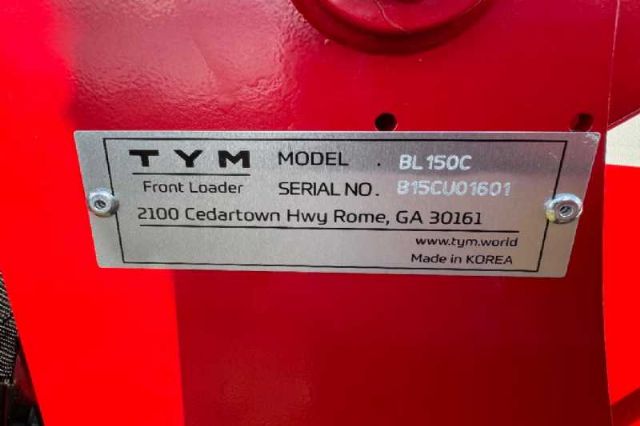 TYM MODEL . BL150C
Front Loader SERIAL NO. B15CU01601
2100 Cedartown Hwy Rome, GA 30161
www.tym.world
Made in KOREA